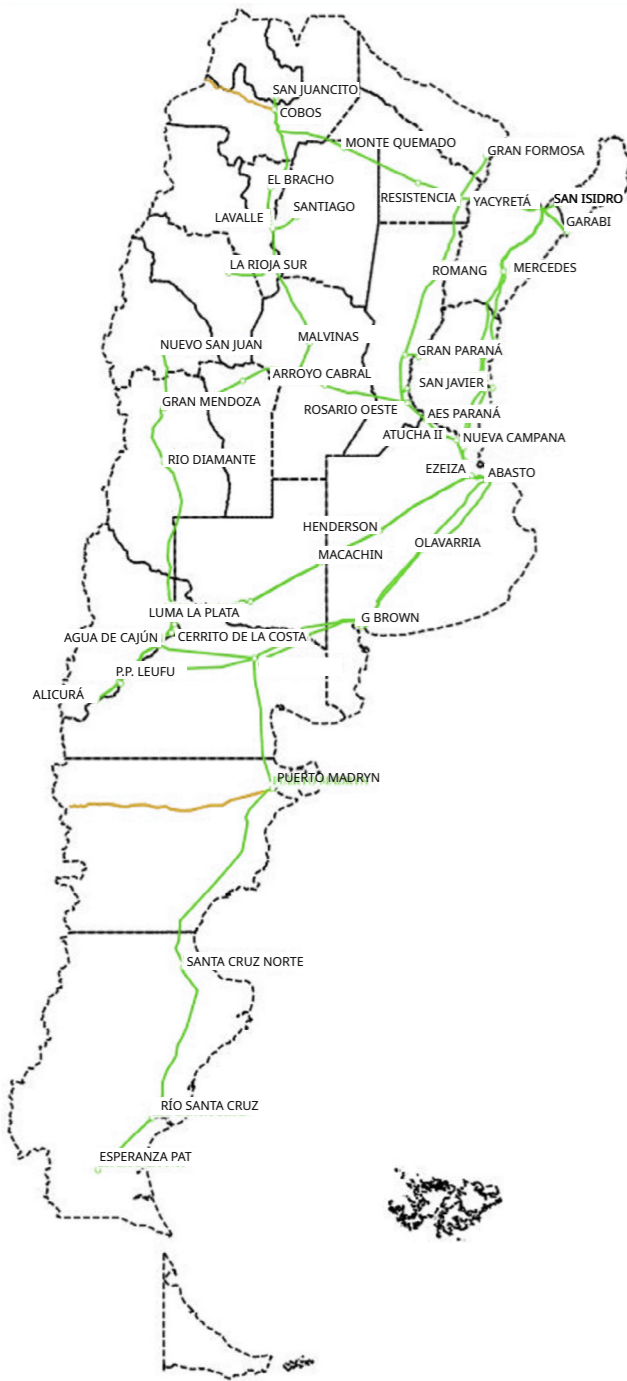 SAN JUANCITO
COBOS
MONTE QUEMADO
GRAN FORMOSA
EL BRACHO
RESISTENCIA
YACYRETÁ
SAN ISIDRO
SANTIAGO
LAVALLE
GARABI
LA RIOJA SUR
ROMANG
MERCEDES
MALVINAS
NUEVO SAN JUAN
GRAN PARANÁ
ARROYO CABRAL
SAN JAVIER
GRAN MENDOZA
ROSARIO OESTE
AES PARANÁ
ATUCHA II
NUEVA CAMPANA
RIO DIAMANTE
EZEIZA
ABASTO
HENDERSON
OLAVARRIA
MACACHIN
LUMA LA PLATA
G BROWN
AGUA DE CAJÚN
CERRITO DE LA COSTA
P.P. LEUFU
ALICURÁ
PUERTO MADRYN
SANTA CRUZ NORTE
RÍO SANTA CRUZ
ESPERANZA PAT